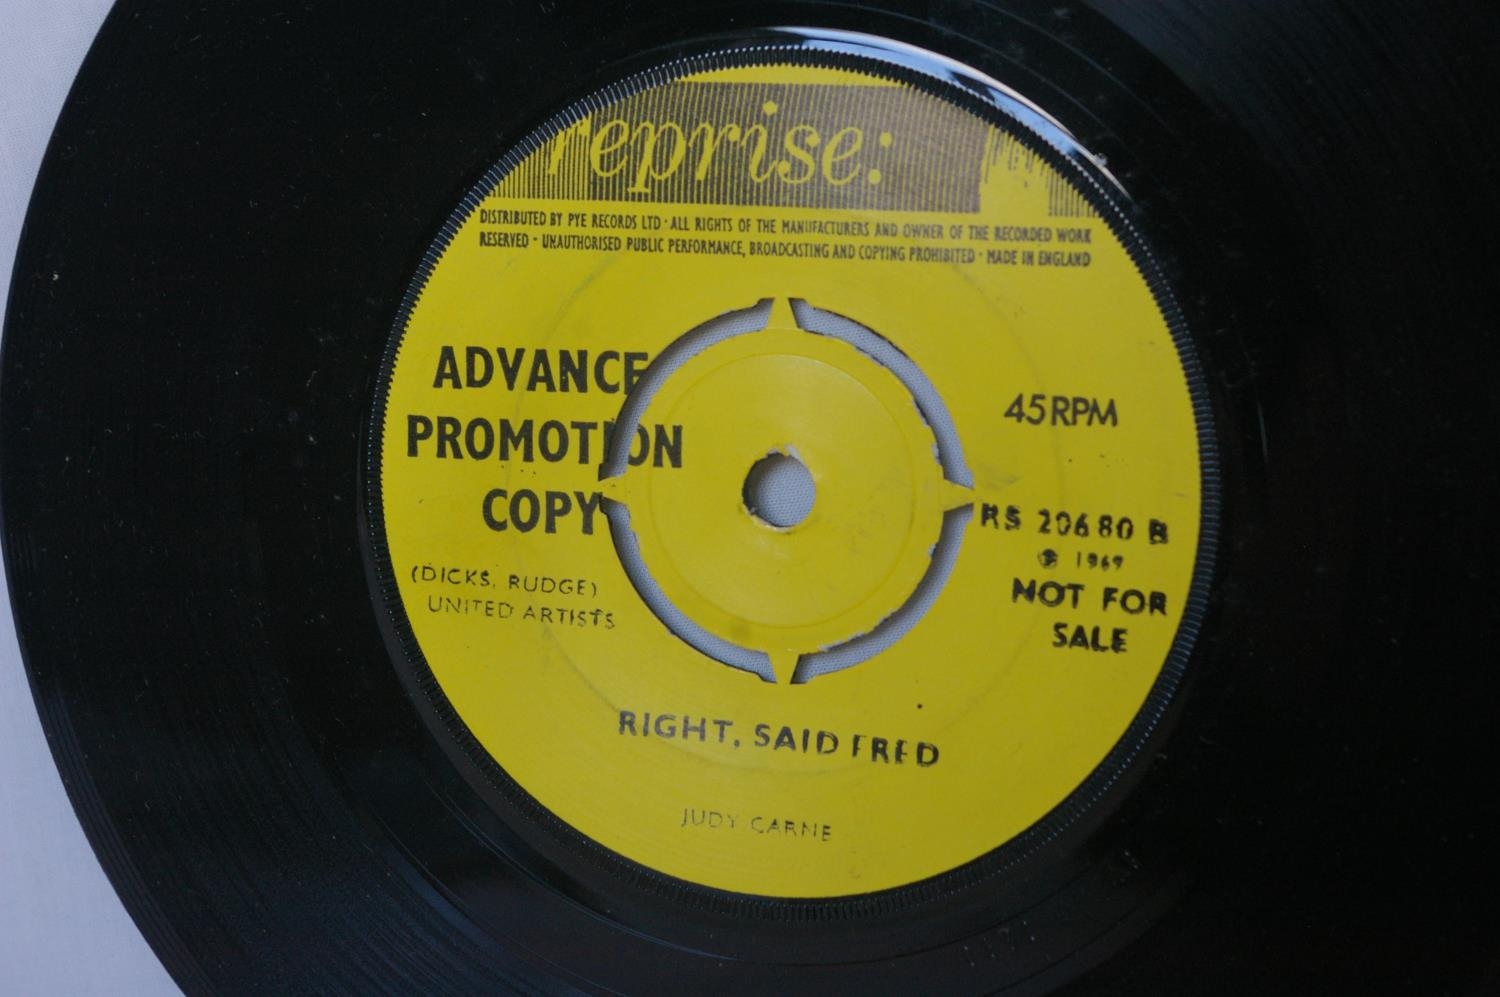 reprise:
DISTRIBUTED BY PYE RECORDS LTD · ALL RIGHTS OF THE MANUFACTURERS AND OWNER OF THE RECORDED WORK
RESERVED · UNAUTHORISED PUBLIC PERFORMANCE, BROADCASTING AND COPYING PROHIBITED · MADE IN ENGLAND
ADVANCE
PROMOTION
COPY
(DICKS, RUDGE)
UNITED ARTISTS
45 RPM
RS 20680 B
℗ 1969
NOT FOR
SALE
RIGHT, SAID FRED
JUDY CARNE